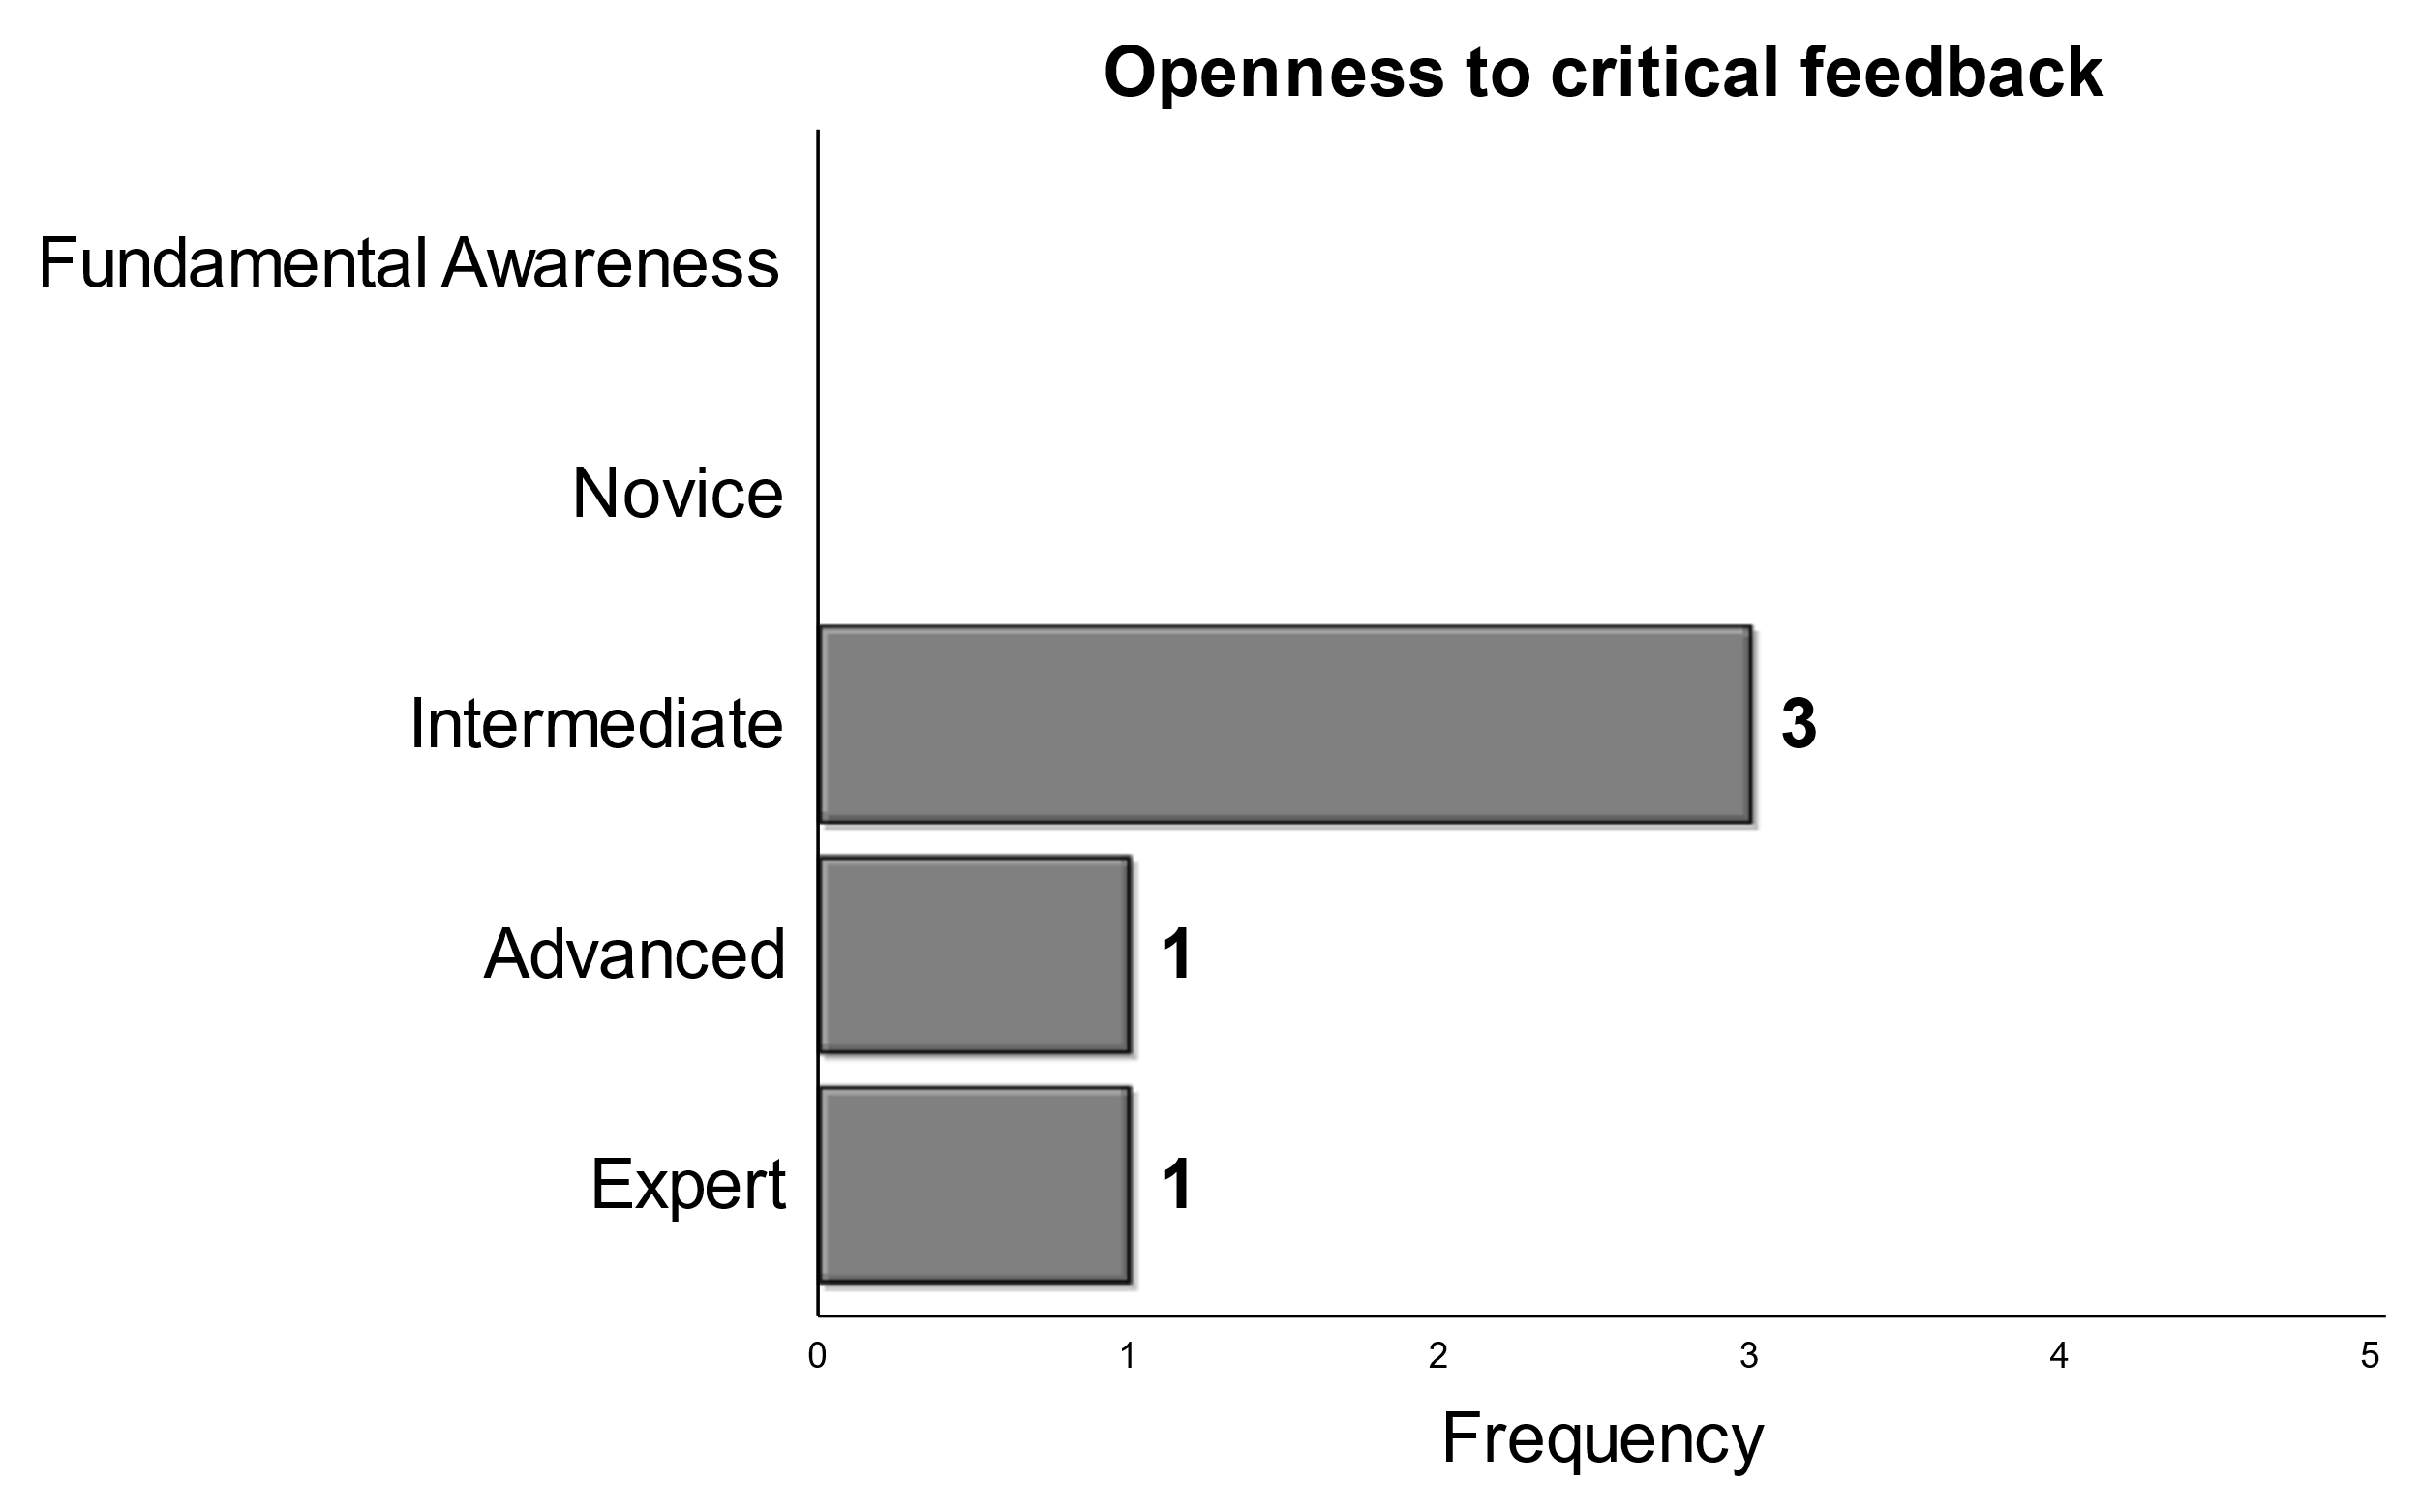 Openness to critical feedback
Fundamental Awareness
Novice
Intermediate
3
Advanced
1
Expert
1
0 1 2 3 4 5
Frequency